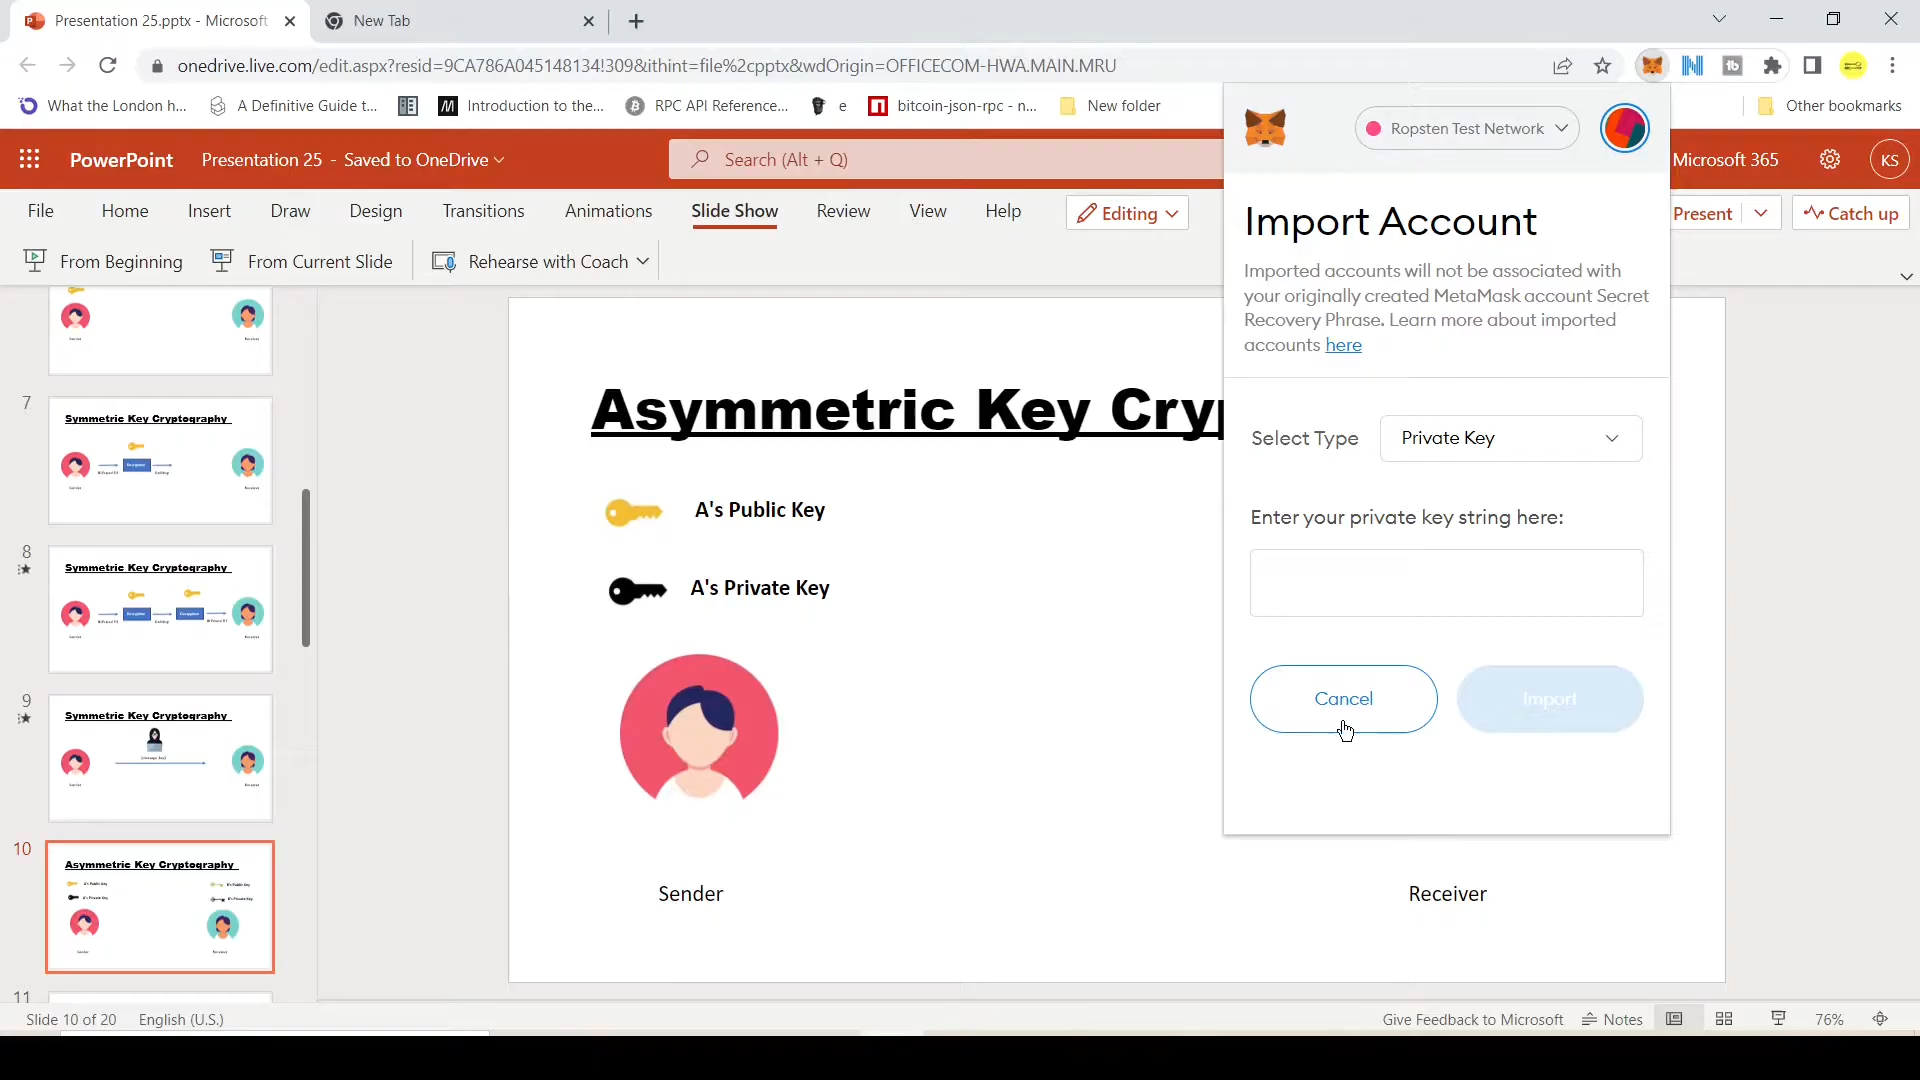 Presentation 25.pptx - Microsoft
New Tab
onedrive.live.com/edit.aspx?resid=9CA786A045148134!309&ithint=file%2cpptx&wdOrigin=OFFICECOM-HWA.MAIN.MRU
What the London h...
A Definitive Guide t...
Introduction to the...
RPC API Reference...
e
bitcoin-json-rpc - n...
New folder
Other bookmarks
PowerPoint
Presentation 25 - Saved to OneDrive
Search (Alt + Q)
Microsoft 365
KS
File
Home
Insert
Draw
Design
Transitions
Animations
Slide Show
Review
View
Help
Editing
Present
Catch up
From Beginning
From Current Slide
Rehearse with Coach
Ropsten Test Network
Import Account
Imported accounts will not be associated with
your originally created MetaMask account Secret
Recovery Phrase. Learn more about imported
accounts here
Select Type
Private Key
Enter your private key string here:
Cancel
Import
7
Symmetric Key Cryptography
8
Symmetric Key Cryptography
9
Symmetric Key Cryptography
10
Asymmetric Key Cryptography
A's Public Key
A's Private Key
11
Asymmetric Key Cryp
A's Public Key
A's Private Key
Sender
Receiver
Slide 10 of 20
English (U.S.)
Give Feedback to Microsoft
Notes
76%